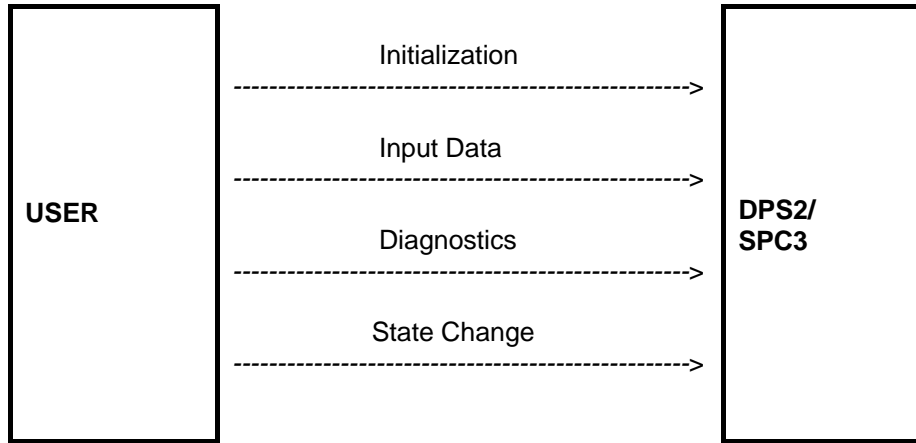 Initialization
Input Data
USER
DPS2/
SPC3
Diagnostics
State Change